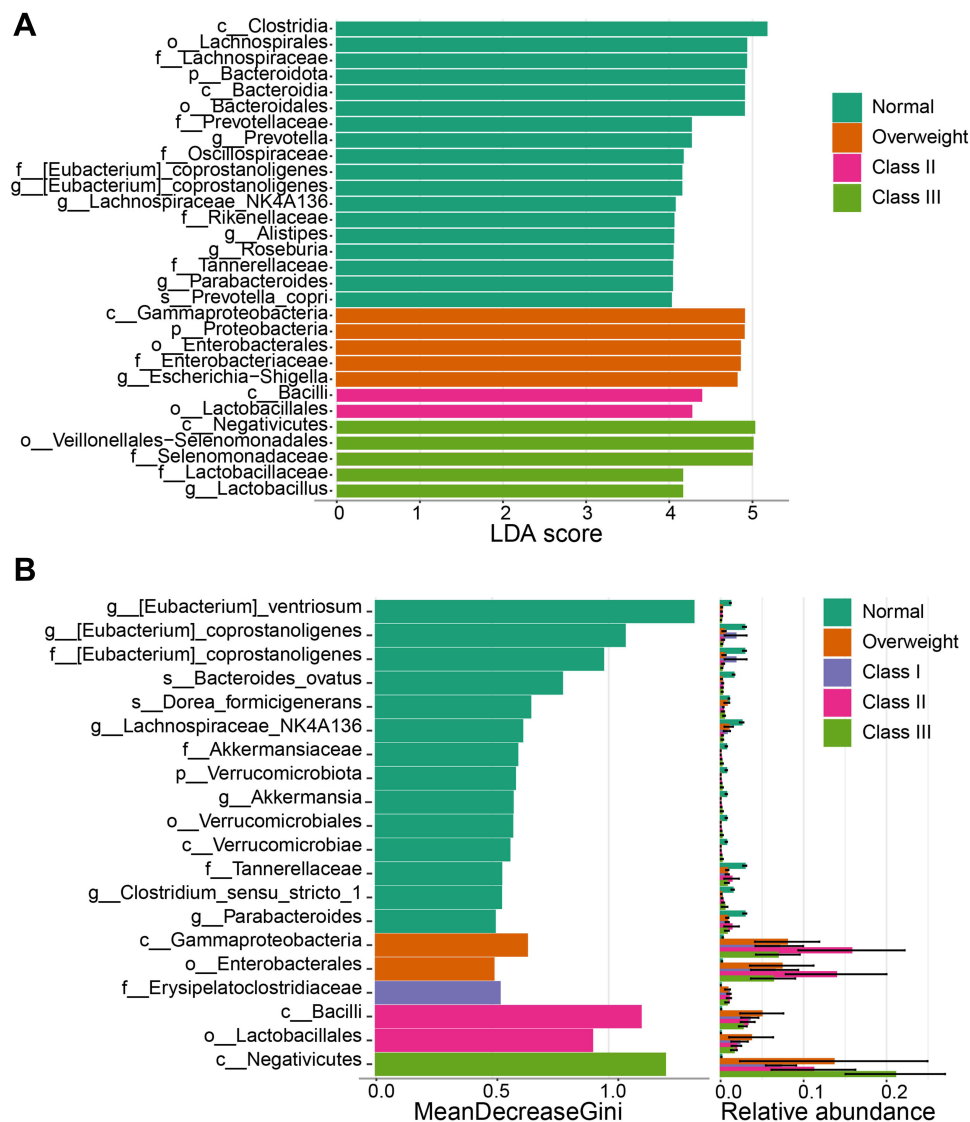 A
c__Clostridia
o__Lachnospirales
f__Lachnospiraceae
p__Bacteroidota
c__Bacteroidia
o__Bacteroidales
f__Prevotellaceae
g__Prevotella
f__Oscillospiraceae
f__[Eubacterium]_coprostanoligenes
g__[Eubacterium]_coprostanoligenes
g__Lachnospiraceae_NK4A136
f__Rikenellaceae
g__Alistipes
g__Roseburia
f__Tannerellaceae
g__Parabacteroides
s__Prevotella_copri
c__Gammaproteobacteria
p__Proteobacteria
o__Enterobacterales
f__Enterobacteriaceae
g__Escherichia−Shigella
c__Bacilli
o__Lactobacillales
c__Negativicutes
o__Veillonellales−Selenomonadales
f__Selenomonadaceae
f__Lactobacillaceae
g__Lactobacillus
0 1 2 3 4 5
LDA score
Normal
Overweight
Class II
Class III
B
g__[Eubacterium]_ventriosum
g__[Eubacterium]_coprostanoligenes
f__[Eubacterium]_coprostanoligenes
s__Bacteroides_ovatus
s__Dorea_formicigenerans
g__Lachnospiraceae_NK4A136
f__Akkermansiaceae
p__Verrucomicrobiota
g__Akkermansia
o__Verrucomicrobiales
c__Verrucomicrobiae
f__Tannerellaceae
g__Clostridium_sensu_stricto_1
g__Parabacteroides
c__Gammaproteobacteria
o__Enterobacterales
f__Erysipelatoclostridiaceae
c__Bacilli
o__Lactobacillales
c__Negativicutes
0.0 0.5 1.0
MeanDecreaseGini
Normal
Overweight
Class I
Class II
Class III
0.0 0.1 0.2
Relative abundance